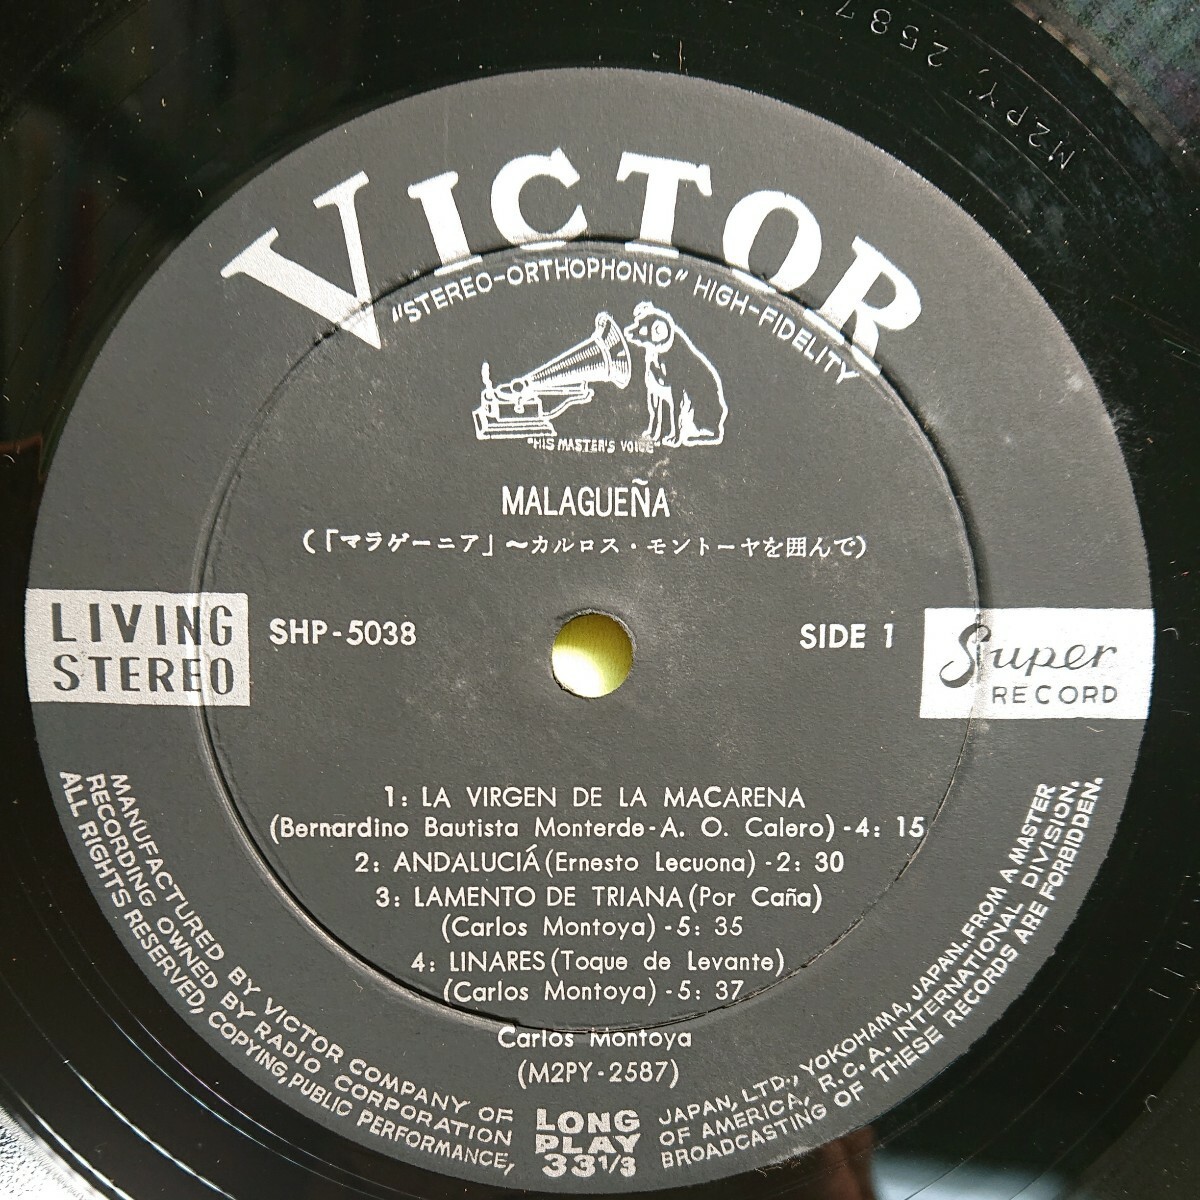 M2PY. 2587
VICTOR
"STEREO-ORTHOPHONIC" HIGH-FIDELITY
"HIS MASTER'S VOICE"
MALAGUEÑA
(「マラゲーニア」〜カルロス・モントーヤを囲んで)
LIVING
STEREO
SHP-5038
SIDE 1
Super
RECORD
1: LA VIRGEN DE LA MACARENA
(Bernardino Bautista Monterde-A. O. Calero)-4: 15
2: ANDALUCIÁ(Ernesto Lecuona)-2: 30
3: LAMENTO DE TRIANA(Por Caña)
(Carlos Montoya)-5: 35
4: LINARES(Toque de Levante)
(Carlos Montoya)-5: 37
Carlos Montoya
(M2PY-2587)
LONG
PLAY
33 1/3
MANUFACTURED BY VICTOR COMPANY OF JAPAN, LTD., YOKOHAMA, JAPAN..FROM A MASTER
RECORDING OWNED BY RADIO CORPORATION OF AMERICA, R.C.A. INTERNATIONAL DIVISION.
ALL RIGHTS RESERVED, COPYING,PUBLIC PERFORMANCE, BROADCASTING OF THESE RECORDS ARE FORBIDDEN.